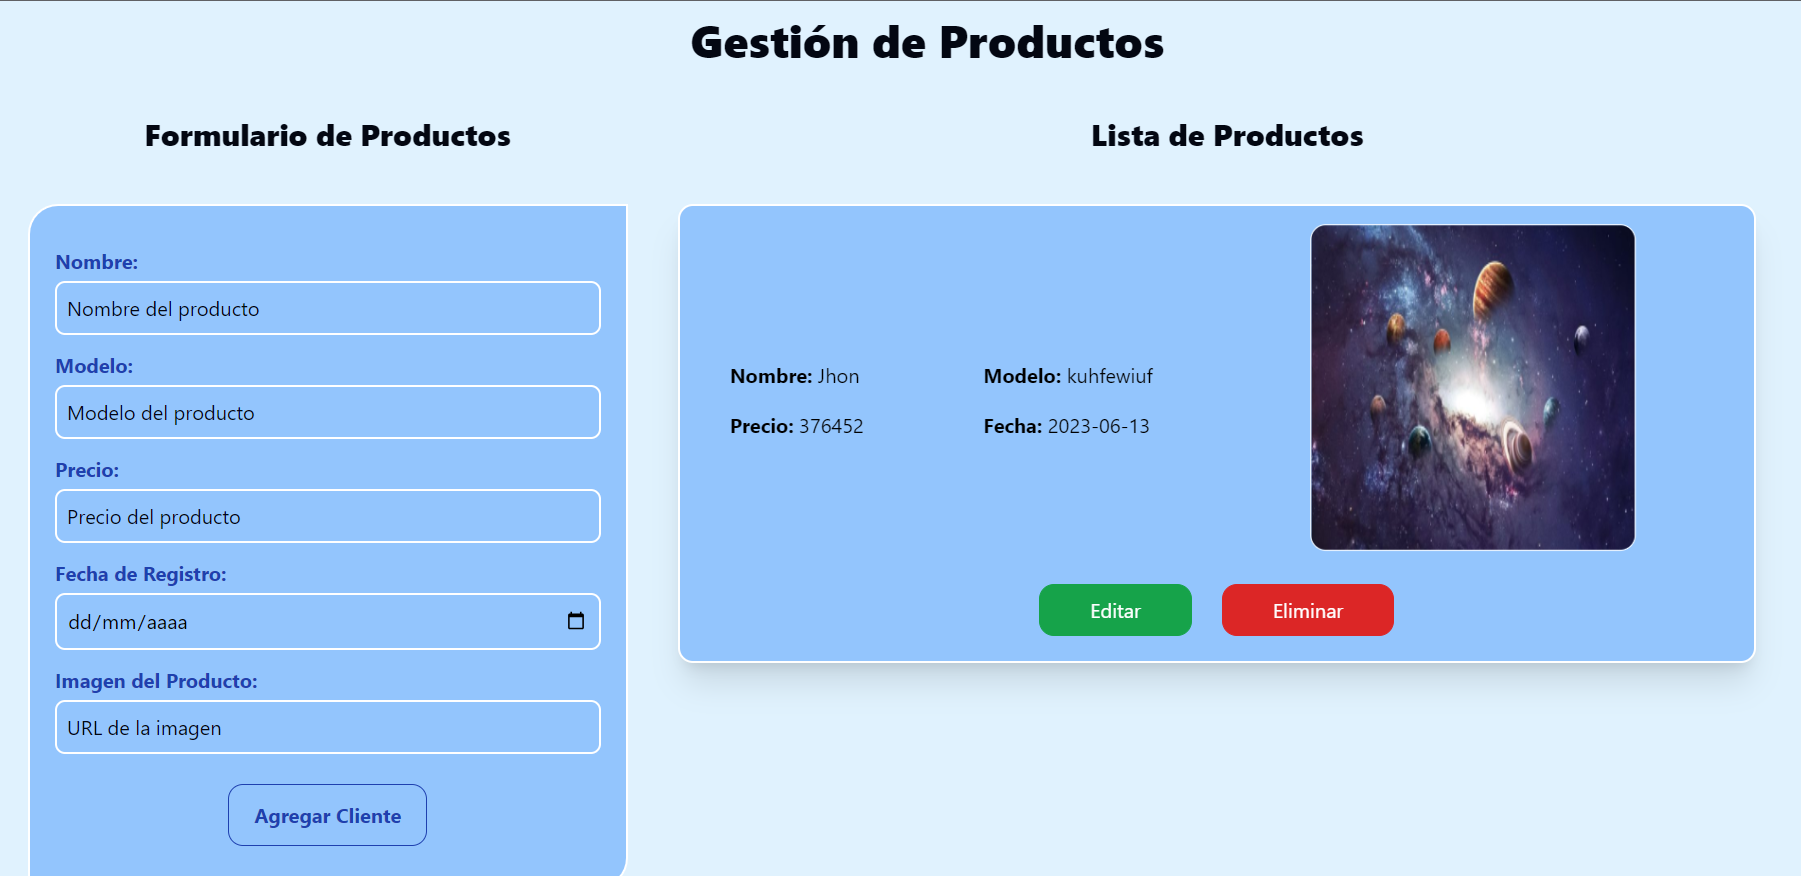 Gestión de Productos
Formulario de Productos
Nombre:
Nombre del producto
Modelo:
Modelo del producto
Precio:
Precio del producto
Fecha de Registro:
dd/mm/aaaa
Imagen del Producto:
URL de la imagen
Agregar Cliente
Lista de Productos
Nombre: Jhon
Modelo: kuhfewiuf
Precio: 376452
Fecha: 2023-06-13
Editar
Eliminar